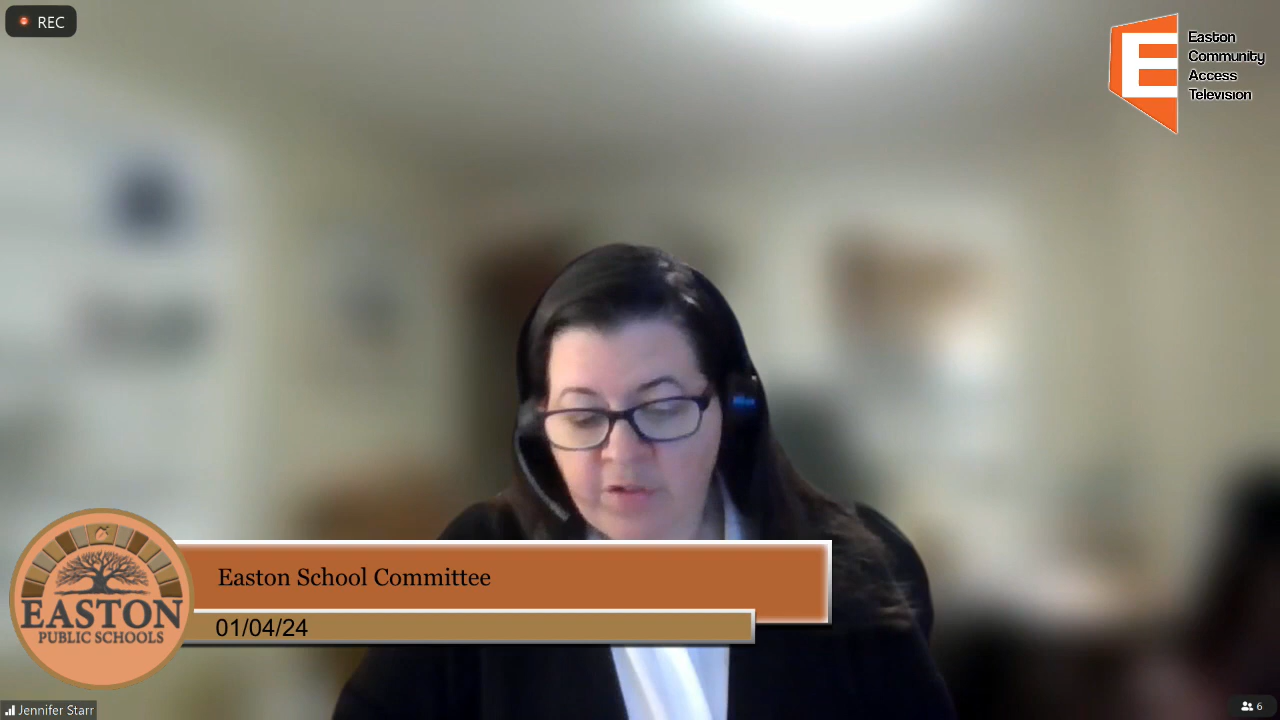 REC
Easton
Community
Access
Television
Easton School Committee
01/04/24
EASTON
PUBLIC SCHOOLS
Jennifer Starr
6